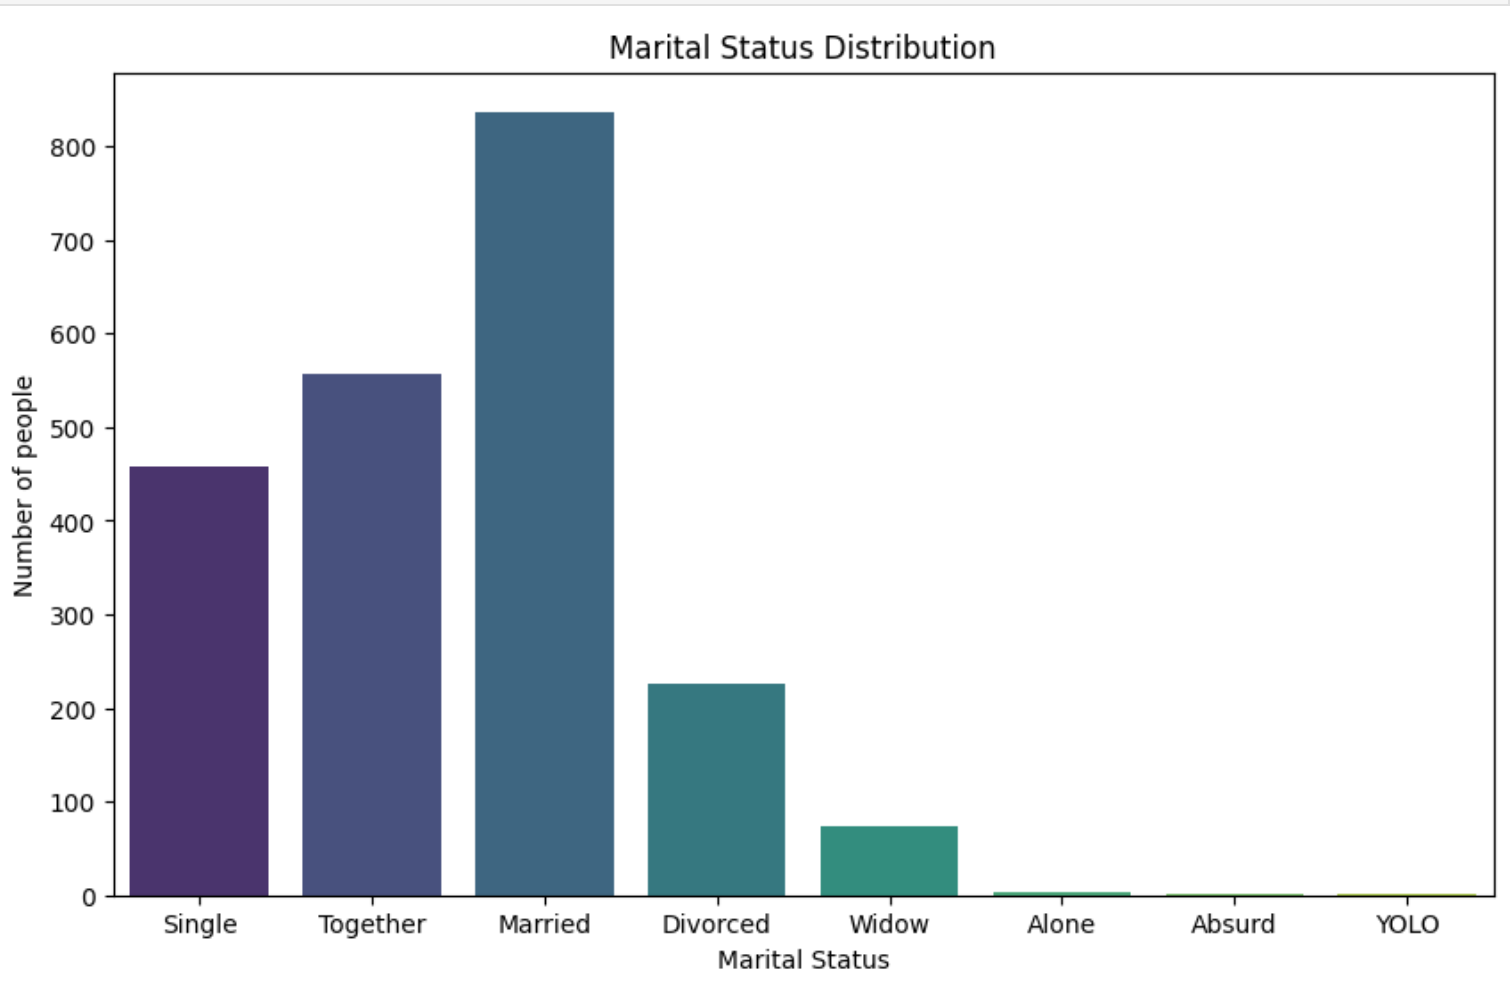 Marital Status Distribution
Number of people
800
700
600
500
400
300
200
100
0
Single Together Married Divorced Widow Alone Absurd YOLO
Marital Status